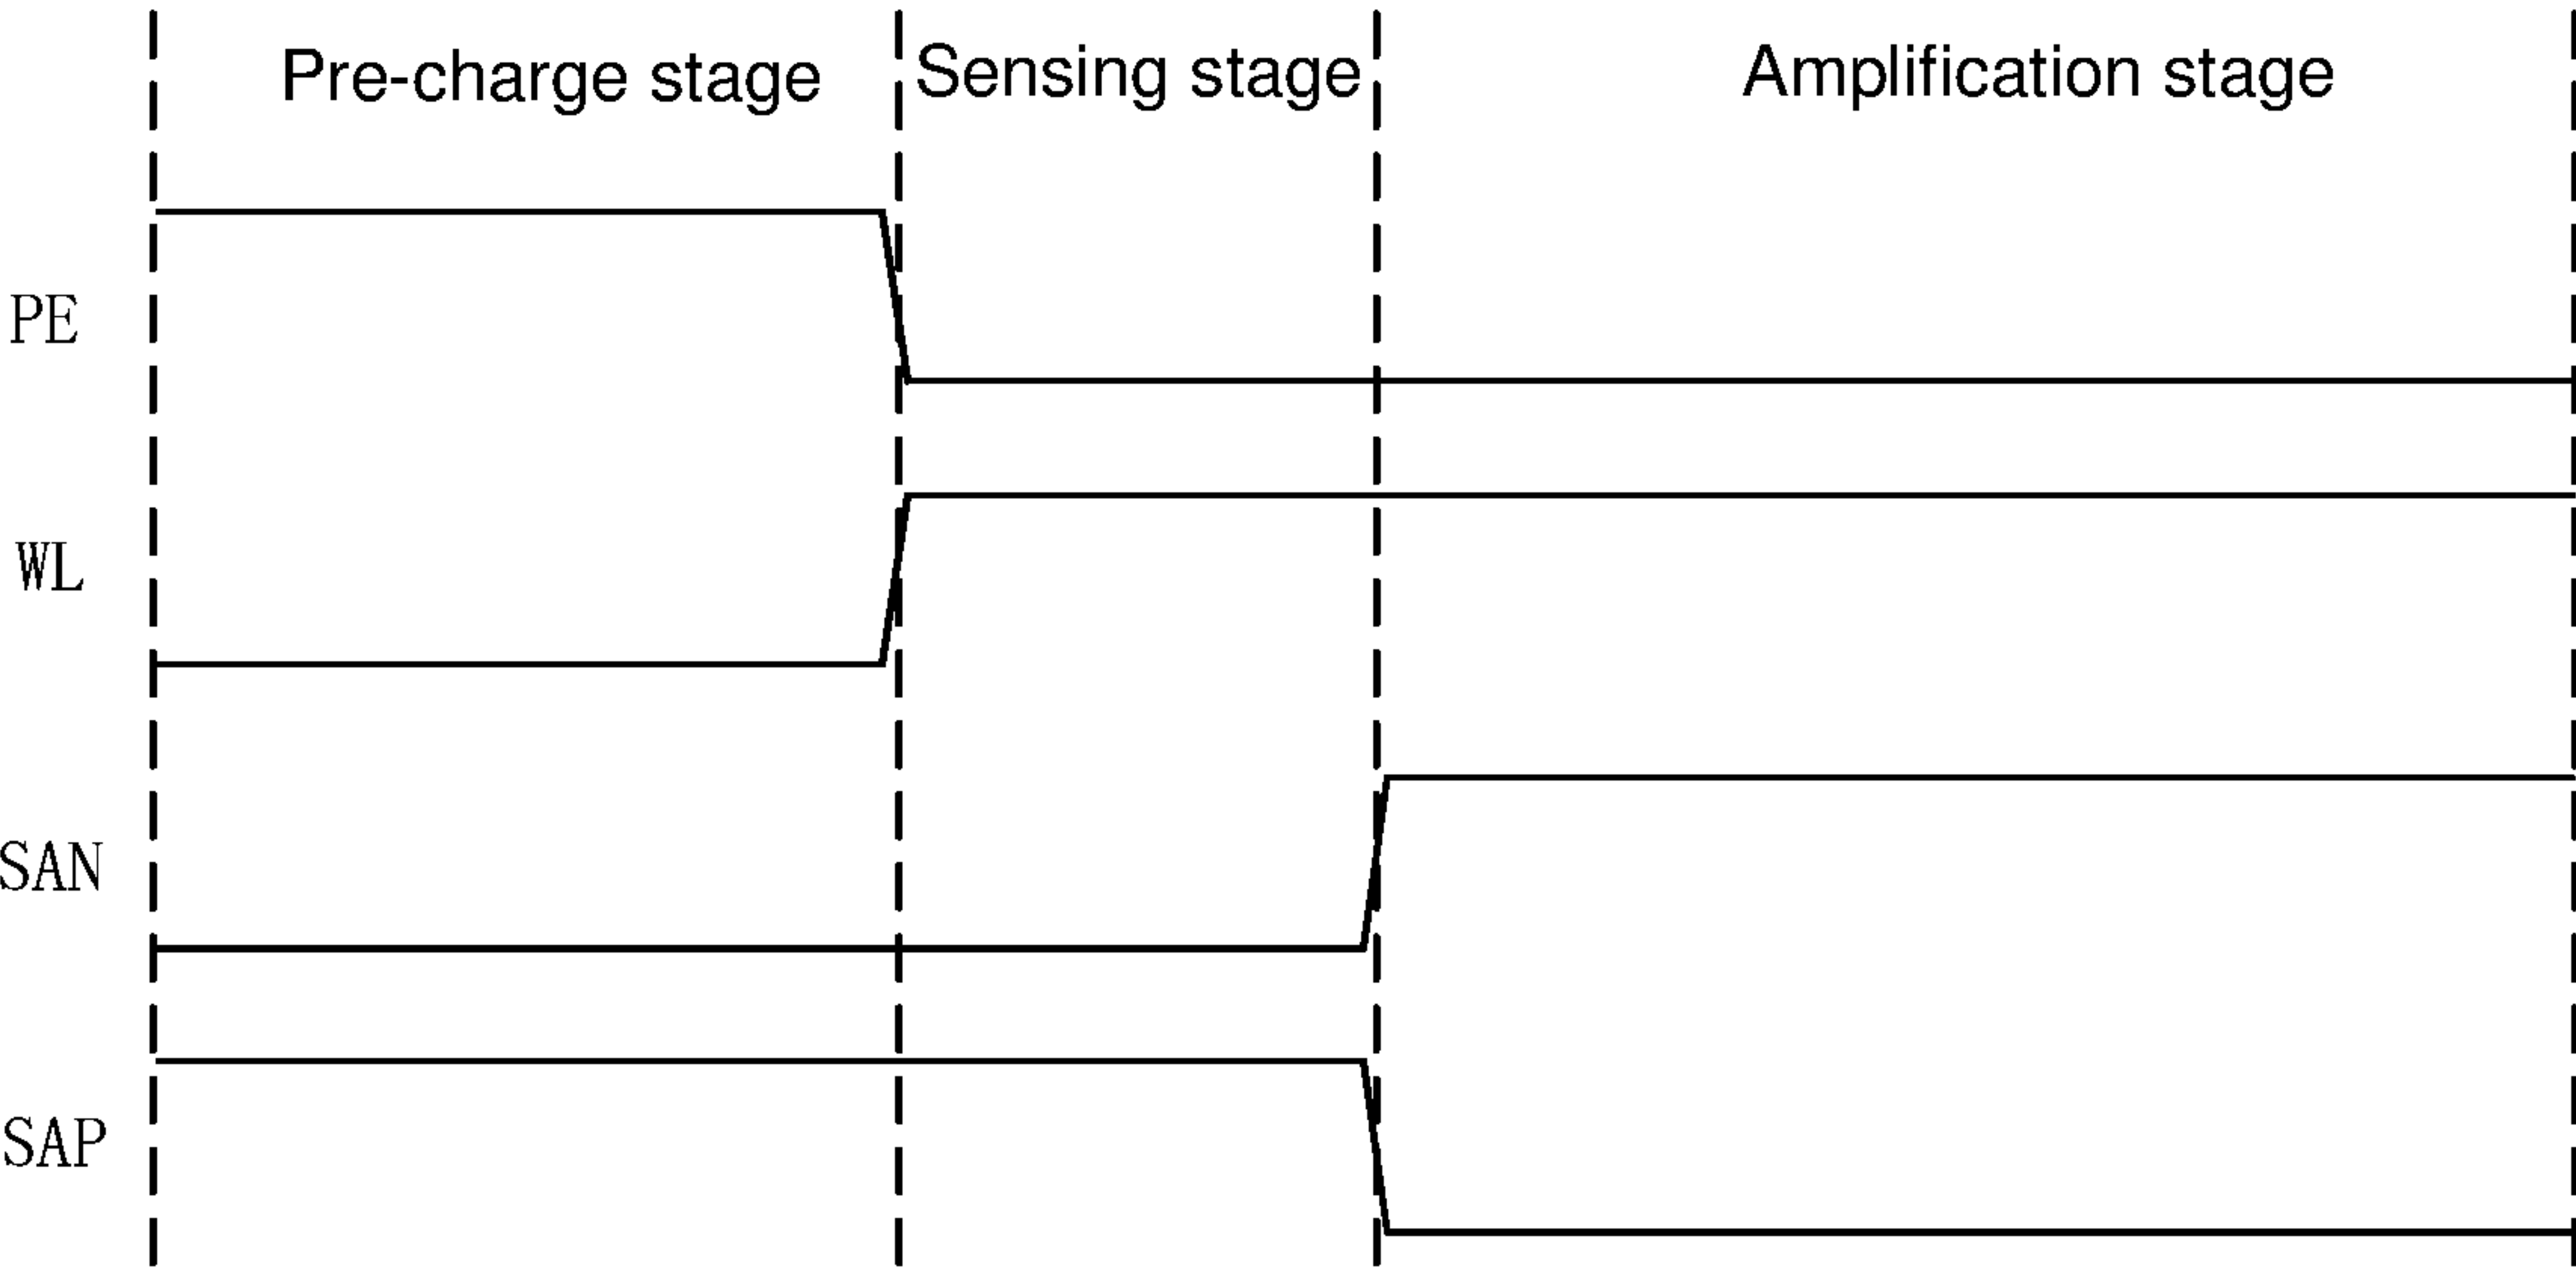 Pre-charge stage
Sensing stage
Amplification stage
PE
WL
SAN
SAP